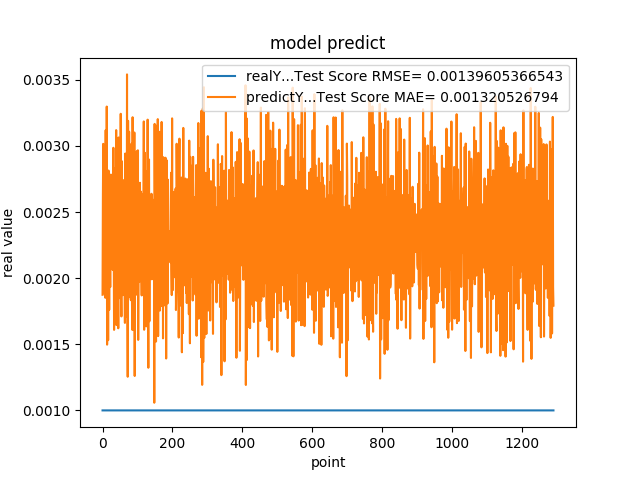 model predict
realY...Test Score RMSE= 0.00139605366543
predictY...Test Score MAE= 0.001320526794
0.0035
0.0030
0.0025
0.0020
0.0015
0.0010
real value
0 200 400 600 800 1000 1200
point